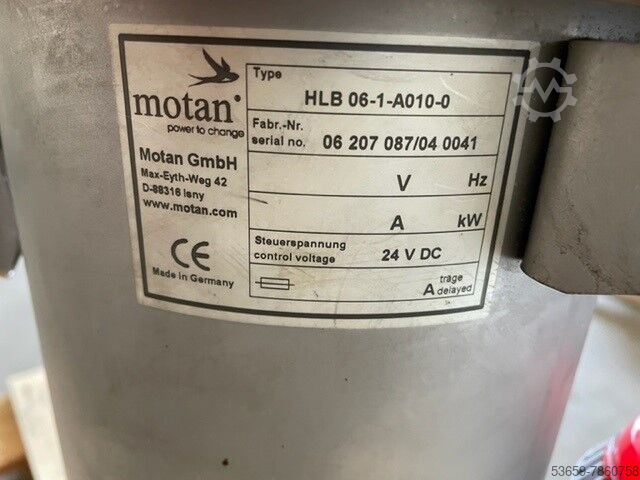 motan
power to change
Motan GmbH
Max-Eyth-Weg 42
D-88316 Isny
www.motan.com
CE
Made in Germany
Type
HLB 06-1-A010-0
Fabr.-Nr.
serial no. 06 207 087/04 0041
V Hz
A kW
Steuerspannung
control voltage 24 V DC
A träge
delayed
53659-7860758